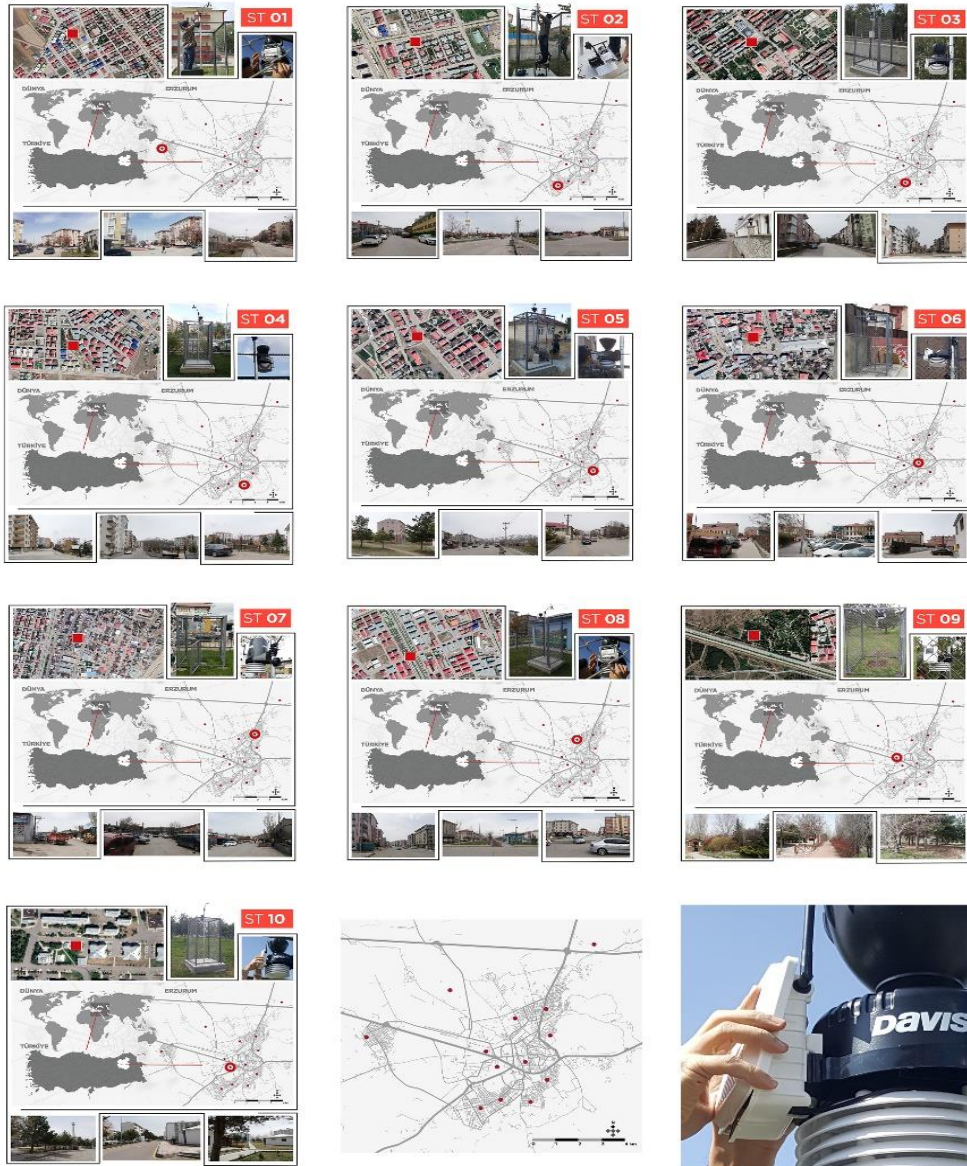 ST 01
DÜNYA
ERZURUM
TÜRKİYE
ST 02
DÜNYA
ERZURUM
TÜRKİYE
ST 03
DÜNYA
ERZURUM
TÜRKİYE
ST 04
DÜNYA
ERZURUM
TÜRKİYE
ST 05
DÜNYA
ERZURUM
TÜRKİYE
ST 06
DÜNYA
ERZURUM
TÜRKİYE
ST 07
DÜNYA
ERZURUM
TÜRKİYE
ST 08
DÜNYA
ERZURUM
TÜRKİYE
ST 09
DÜNYA
ERZURUM
TÜRKİYE
ST 10
DÜNYA
ERZURUM
TÜRKİYE
DAVIS